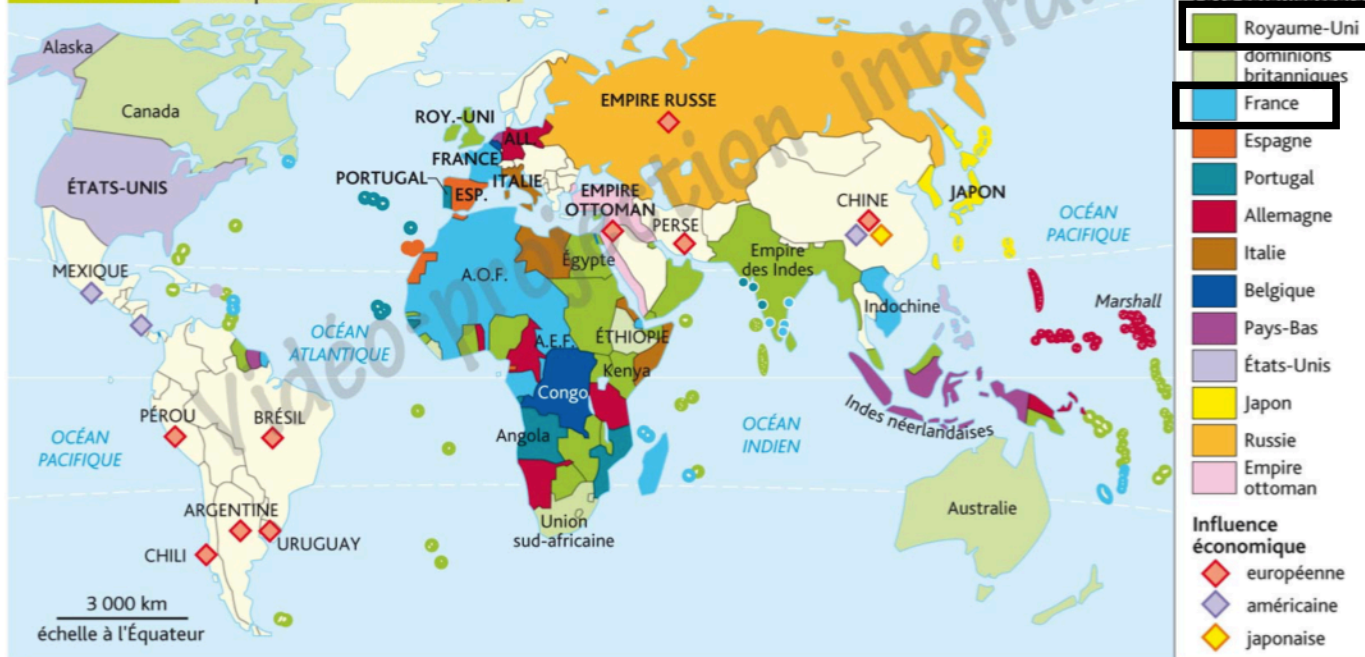 Alaska
Canada
ÉTATS-UNIS
MEXIQUE
PÉROU
BRÉSIL
ARGENTINE
URUGUAY
CHILI
OCÉAN
PACIFIQUE
OCÉAN
ATLANTIQUE
3 000 km
échelle à l'Équateur
ROY.-UNI
ALL.
FRANCE
PORTUGAL
ESP.
ITALIE
EMPIRE RUSSE
EMPIRE
OTTOMAN
PERSE
CHINE
JAPON
Empire
des Indes
Indochine
Égypte
A.O.F.
A.E.F.
ÉTHIOPIE
Kenya
Congo
Angola
Union
sud-africaine
OCÉAN
INDIEN
Indes néerlandaises
Australie
OCÉAN
PACIFIQUE
Marshall
Vidéo-projection
Royaume-Uni
dominions
britanniques
France
Espagne
Portugal
Allemagne
Italie
Belgique
Pays-Bas
États-Unis
Japon
Russie
Empire
ottoman
Influence
économique
européenne
américaine
japonaise